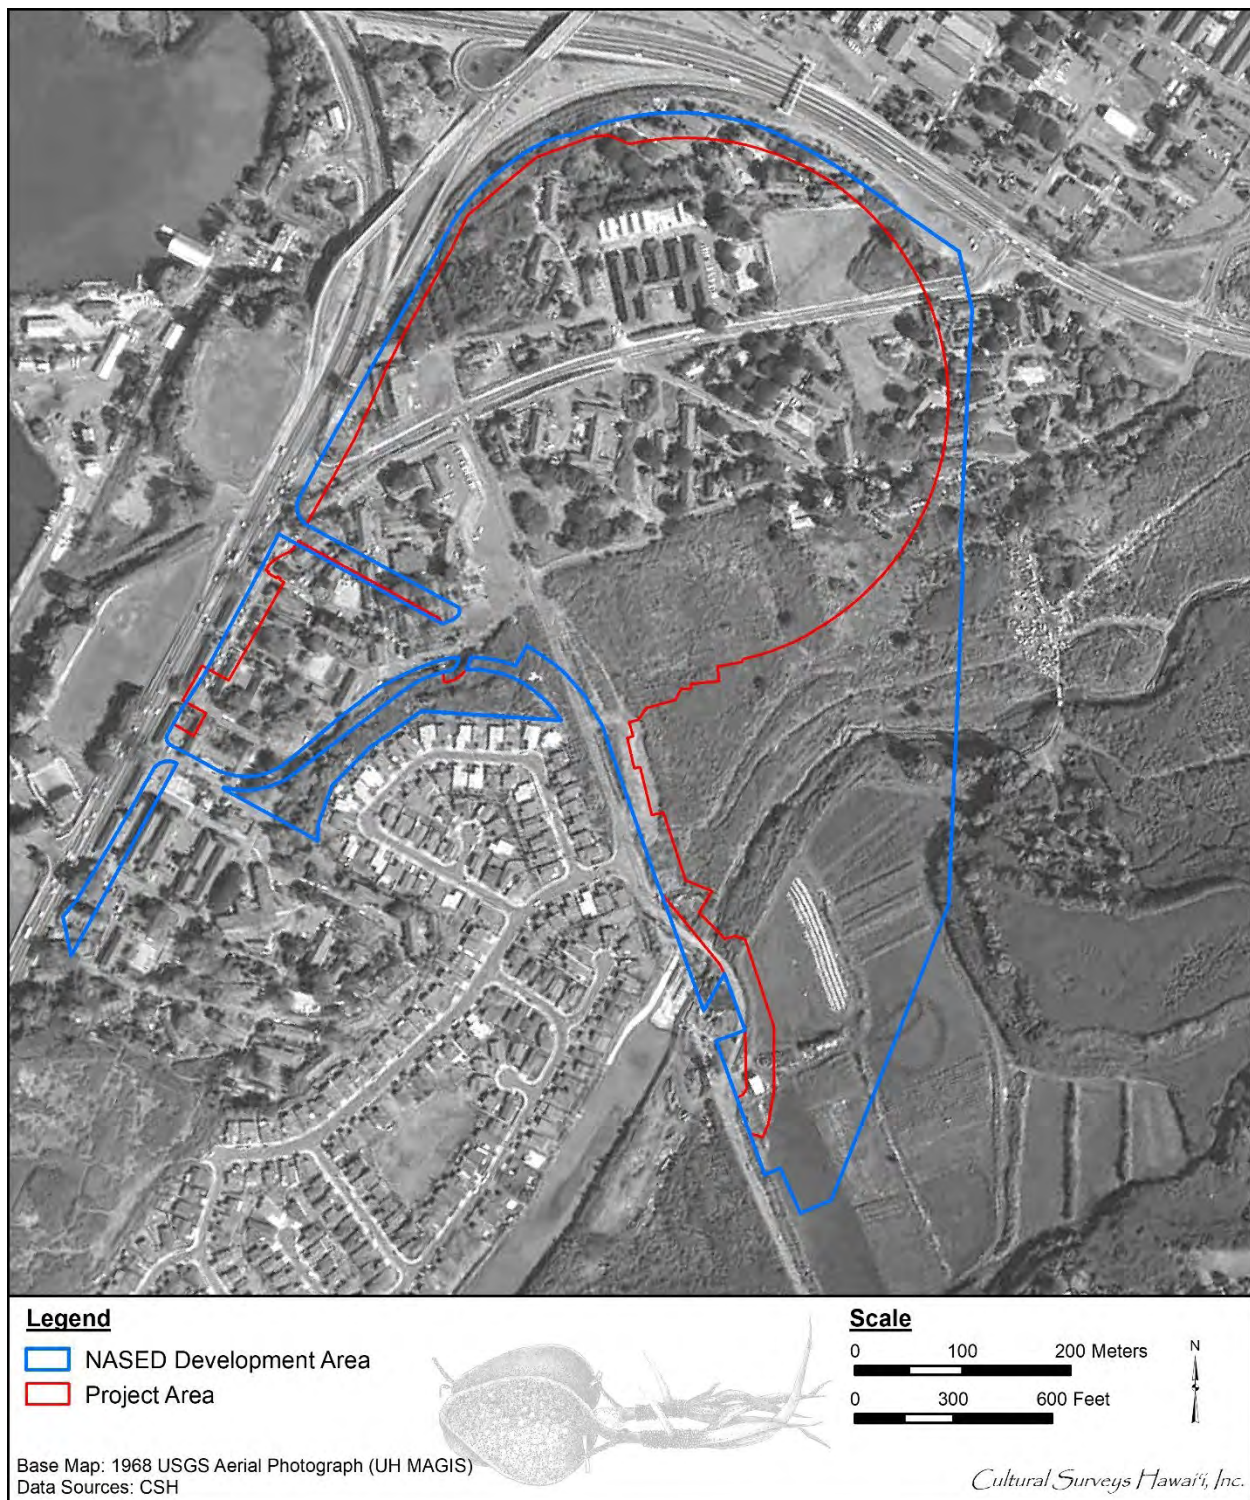 Legend
NASED Development Area
Project Area
Base Map: 1968 USGS Aerial Photograph (UH MAGIS)
Data Sources: CSH
Scale
0 100 200 Meters
0 300 600 Feet
N
Cultural Surveys Hawai‘i, Inc.